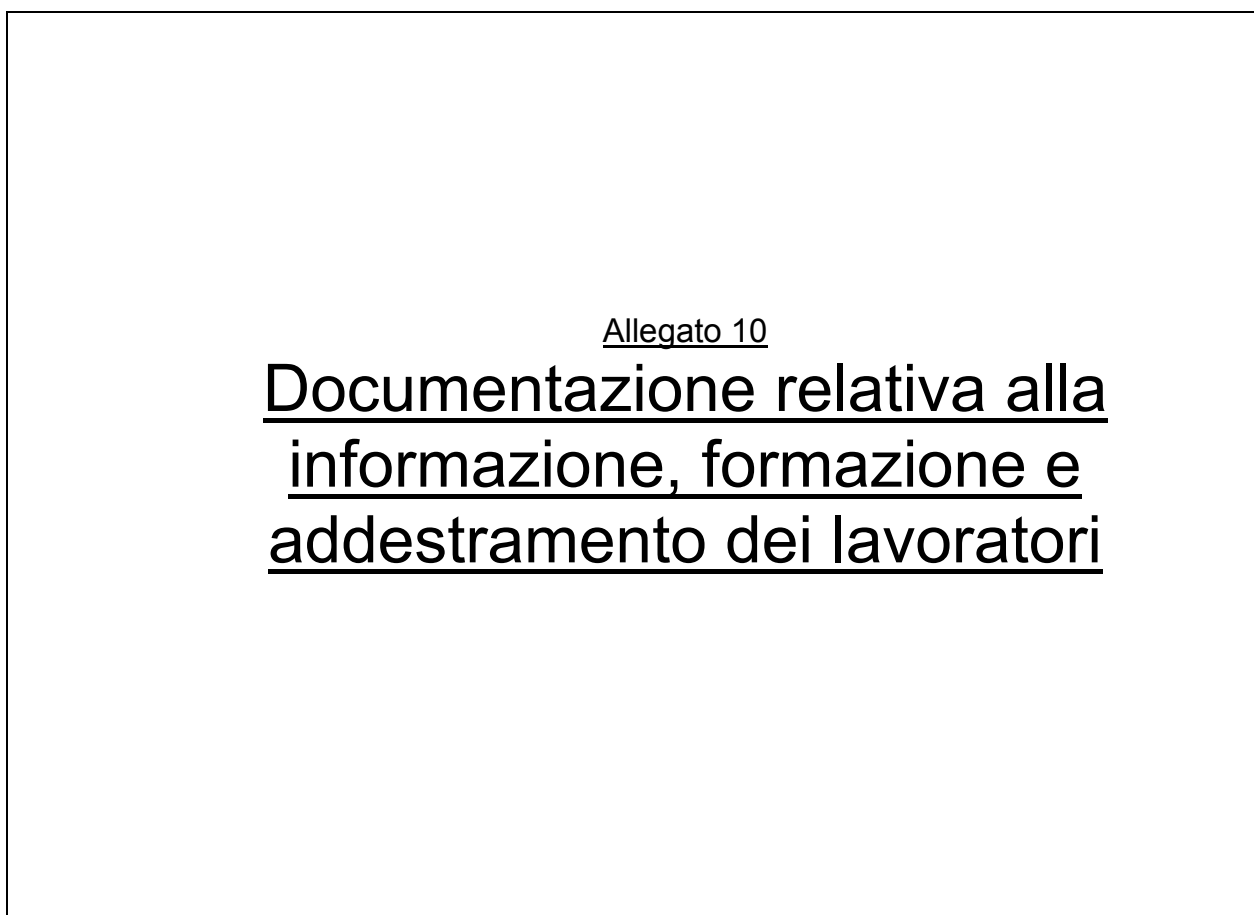 Allegato 10
Documentazione relativa alla
informazione, formazione e
addestramento dei lavoratori